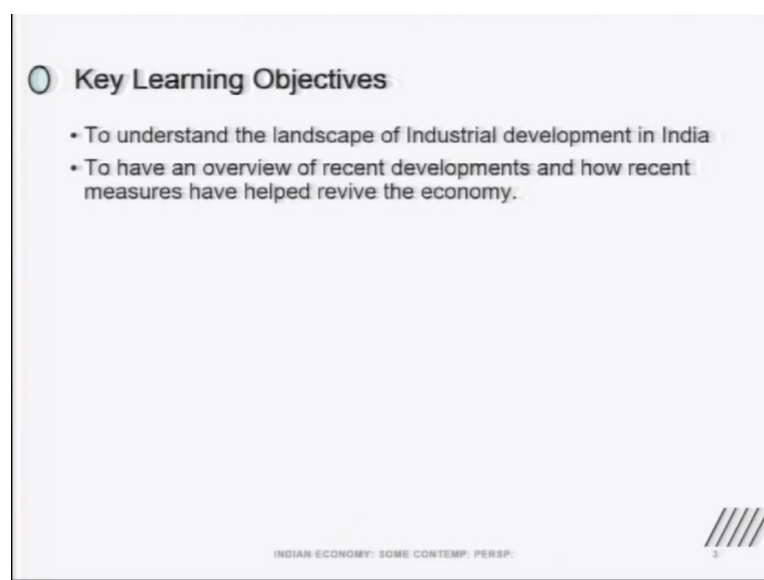 Key Learning Objectives
• To understand the landscape of Industrial development in India
• To have an overview of recent developments and how recent
measures have helped revive the economy.
INDIAN ECONOMY: SOME CONTEMP. PERSP.
3